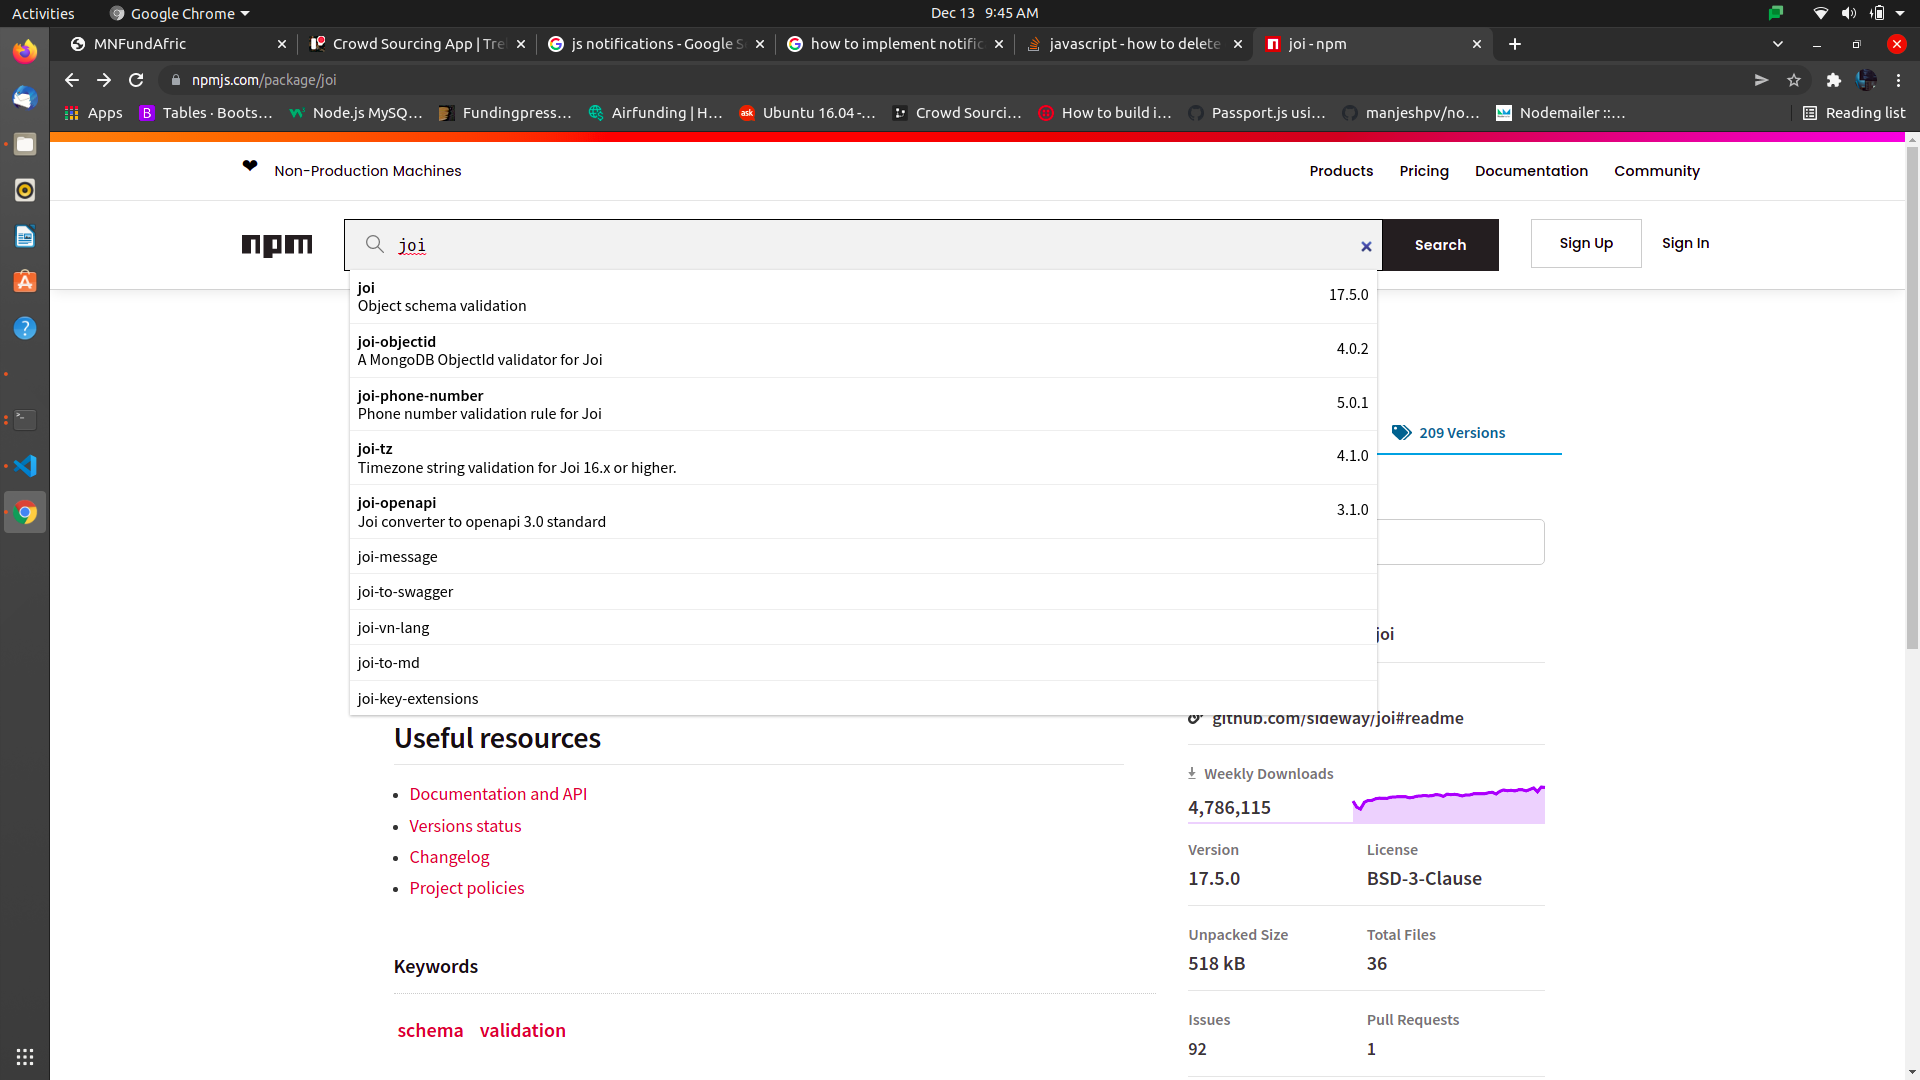 Activities
Google Chrome
Dec 13 9:45 AM
MNFundAfric
Crowd Sourcing App | Tre
js notifications - Google S
how to implement notific
javascript - how to delete
joi - npm
npmjs.com/package/joi
Apps
Tables · Boots...
Node.js MySQ...
Fundingpress...
Airfunding | H...
ask
Ubuntu 16.04 -...
Crowd Sourci...
How to build i...
Passport.js usi...
manjeshpv/no...
Nodemailer ::...
Reading list
❤ Non-Production Machines
Products
Pricing
Documentation
Community
npm
joi
Search
Sign Up
Sign In
joi
Object schema validation
17.5.0
joi-objectid
A MongoDB ObjectId validator for Joi
4.0.2
joi-phone-number
Phone number validation rule for Joi
5.0.1
joi-tz
Timezone string validation for Joi 16.x or higher.
4.1.0
joi-openapi
Joi converter to openapi 3.0 standard
3.1.0
joi-message
joi-to-swagger
joi-vn-lang
joi-to-md
joi-key-extensions
209 Versions
joi
github.com/sideway/joi#readme
Useful resources
Documentation and API
Versions status
Changelog
Project policies
Keywords
schema validation
Weekly Downloads
4,786,115
Version
17.5.0
License
BSD-3-Clause
Unpacked Size
518 kB
Total Files
36
Issues
92
Pull Requests
1